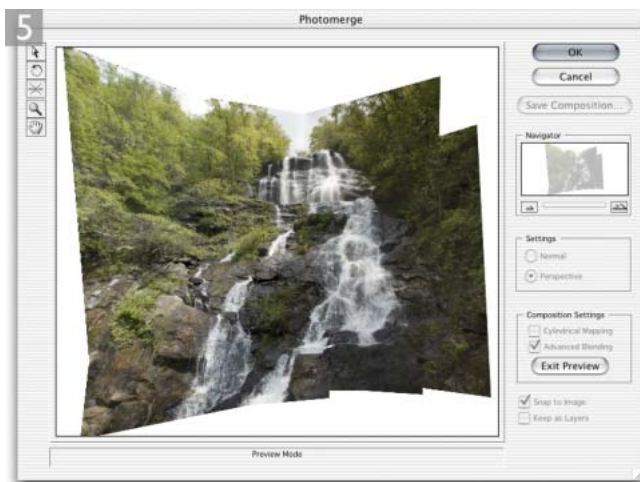 5
Photomerge
OK
Cancel
Save Composition...
Navigator
Settings
Normal
Perspective
Composition Settings
Cylindrical Mapping
Advanced Blending
Exit Preview
Snap to Image
Keep as Layers
Preview Mode